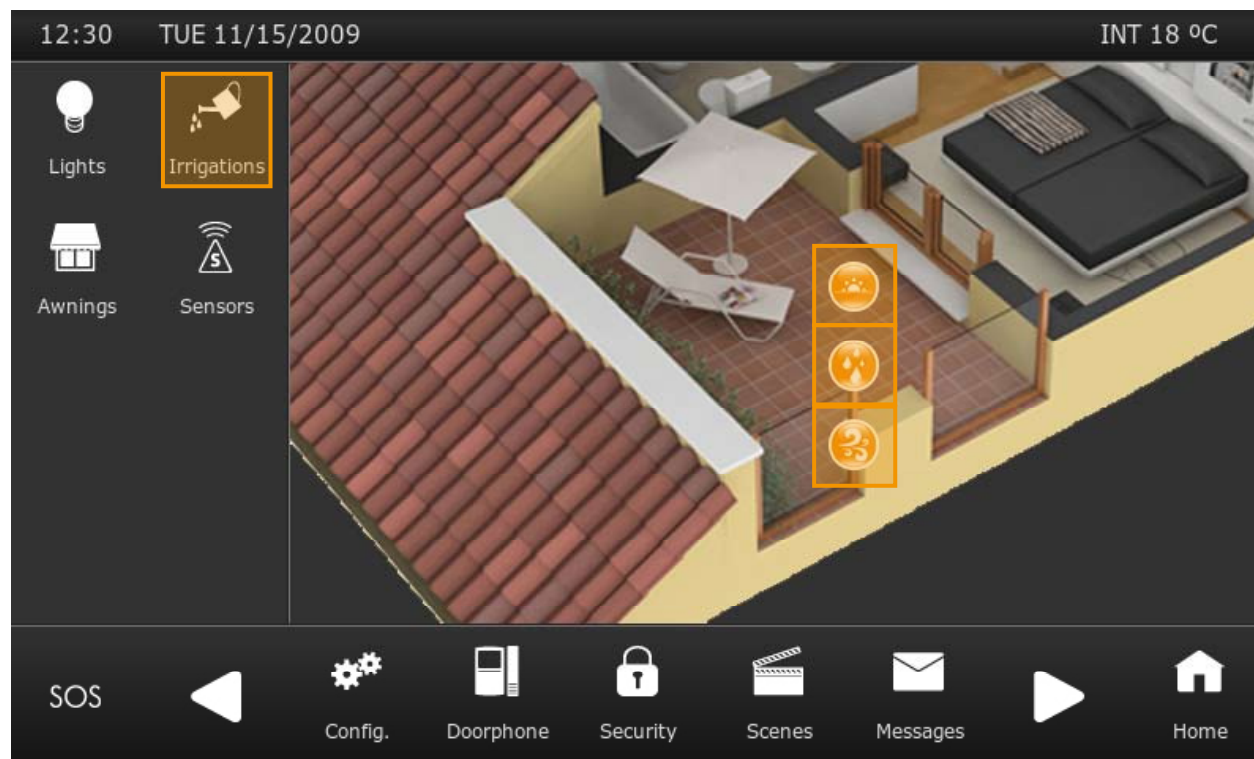 12:30 TUE 11/15/2009 INT 18 ºC
Lights Irrigations
Awnings Sensors
S
SOS Config. Doorphone Security Scenes Messages Home